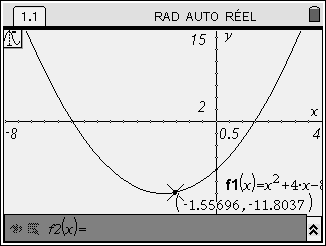 1.1 RAD AUTO RÉEL
15 y
2
x
-8 0.5 4
f1(x)=x²+4·x-8
(-1.55696,-11.8037)
f2(x)=